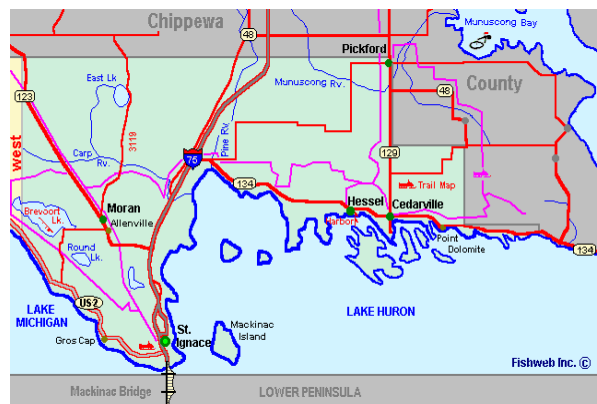 Chippewa
Munuscong Bay
48
Pickford
East Lk
Munuscong Rv.
County
123
48
3119
Pine Rv.
West
Carp
Rv.
75
129
134
Trail Map
Moran
Hessel
Cedarville
Brevoort
Lk.
Allenville
Harbor
Point
Dolomite
134
Round
Lk.
US2
LAKE
MICHIGAN
LAKE HURON
St.
Ignace
Mackinac
Island
Gros Cap
Fishweb Inc. ©
Mackinac Bridge
LOWER PENINSULA